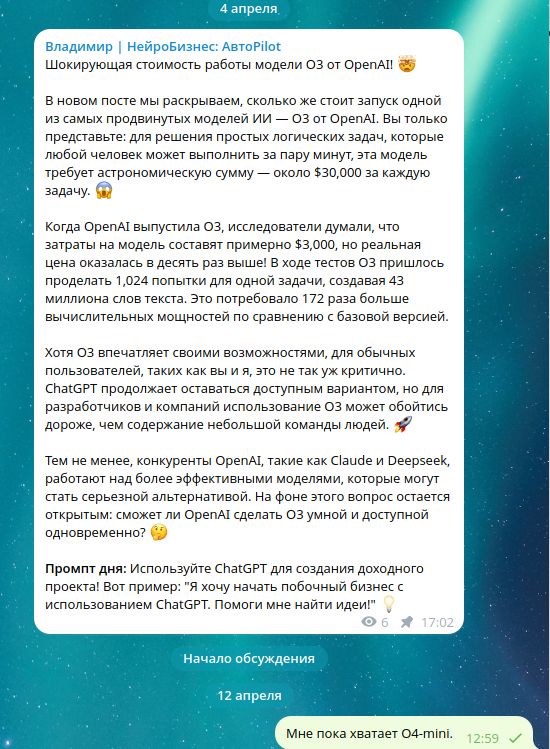 4 апреля
Владимир | НейроБизнес: АвтоPilot
Шокирующая стоимость работы модели О3 от OpenAI! 🤯
В новом посте мы раскрываем, сколько же стоит запуск одной
из самых продвинутых моделей ИИ — О3 от OpenAI. Вы только
представьте: для решения простых логических задач, которые
любой человек может выполнить за пару минут, эта модель
требует астрономическую сумму — около $30,000 за каждую
задачу. 😱
Когда OpenAI выпустила О3, исследователи думали, что
затраты на модель составят примерно $3,000, но реальная
цена оказалась в десять раз выше! В ходе тестов О3 пришлось
проделать 1,024 попытки для одной задачи, создавая 43
миллиона слов текста. Это потребовало 172 раза больше
вычислительных мощностей по сравнению с базовой версией.
Хотя О3 впечатляет своими возможностями, для обычных
пользователей, таких как вы и я, это не так уж критично.
ChatGPT продолжает оставаться доступным вариантом, но для
разработчиков и компаний использование О3 может обойтись
дороже, чем содержание небольшой команды людей. 🚀
Тем не менее, конкуренты OpenAI, такие как Claude и Deepseek,
работают над более эффективными моделями, которые могут
стать серьезной альтернативой. На фоне этого вопрос остается
открытым: сможет ли OpenAI сделать О3 умной и доступной
одновременно? 🤔
Промпт дня: Используйте ChatGPT для создания доходного
проекта! Вот пример: "Я хочу начать побочный бизнес с
использованием ChatGPT. Помоги мне найти идеи!" 💡
6 17:02
Начало обсуждения
12 апреля
Мне пока хватает О4-mini. 12:59